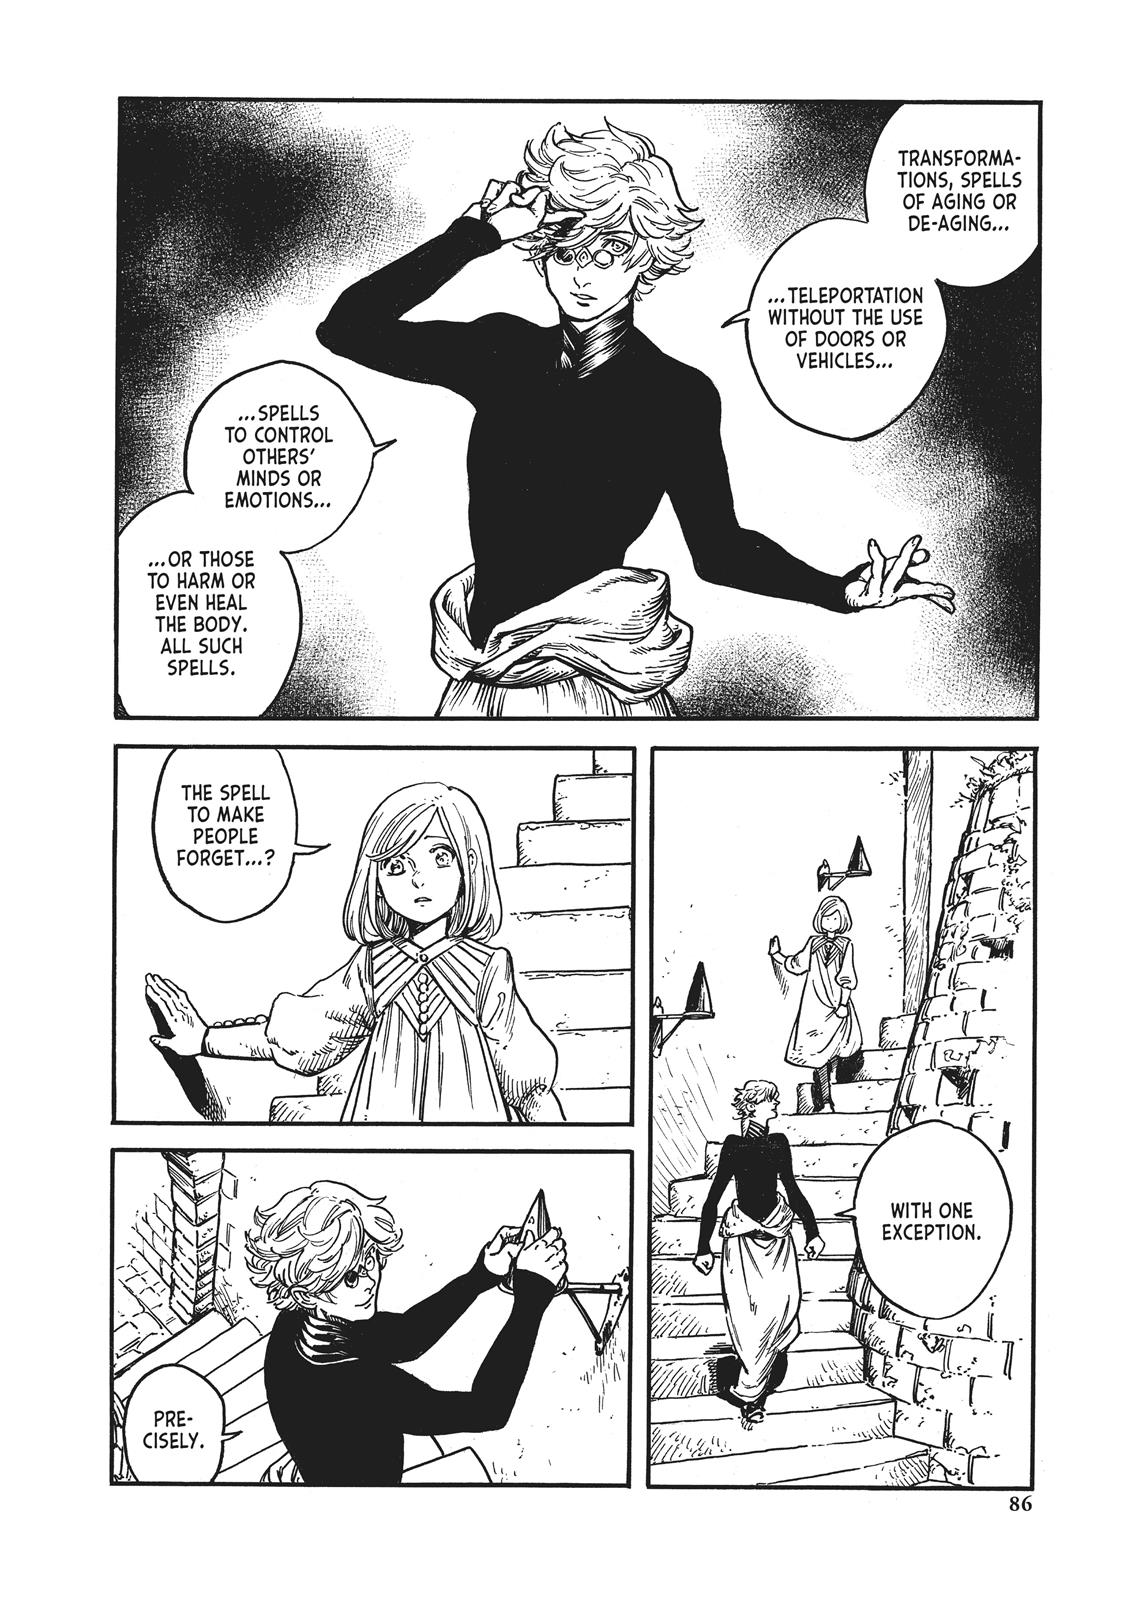 TRANSFORMA-
TIONS, SPELLS
OF AGING OR
DE-AGING...
...TELEPORTATION
WITHOUT THE USE
OF DOORS OR
VEHICLES...
...SPELLS
TO CONTROL
OTHERS'
MINDS OR
EMOTIONS...
...OR THOSE
TO HARM OR
EVEN HEAL
THE BODY.
ALL SUCH
SPELLS.
WITH ONE
EXCEPTION.
THE SPELL
TO MAKE
PEOPLE
FORGET...?
PRE-
CISELY.
86